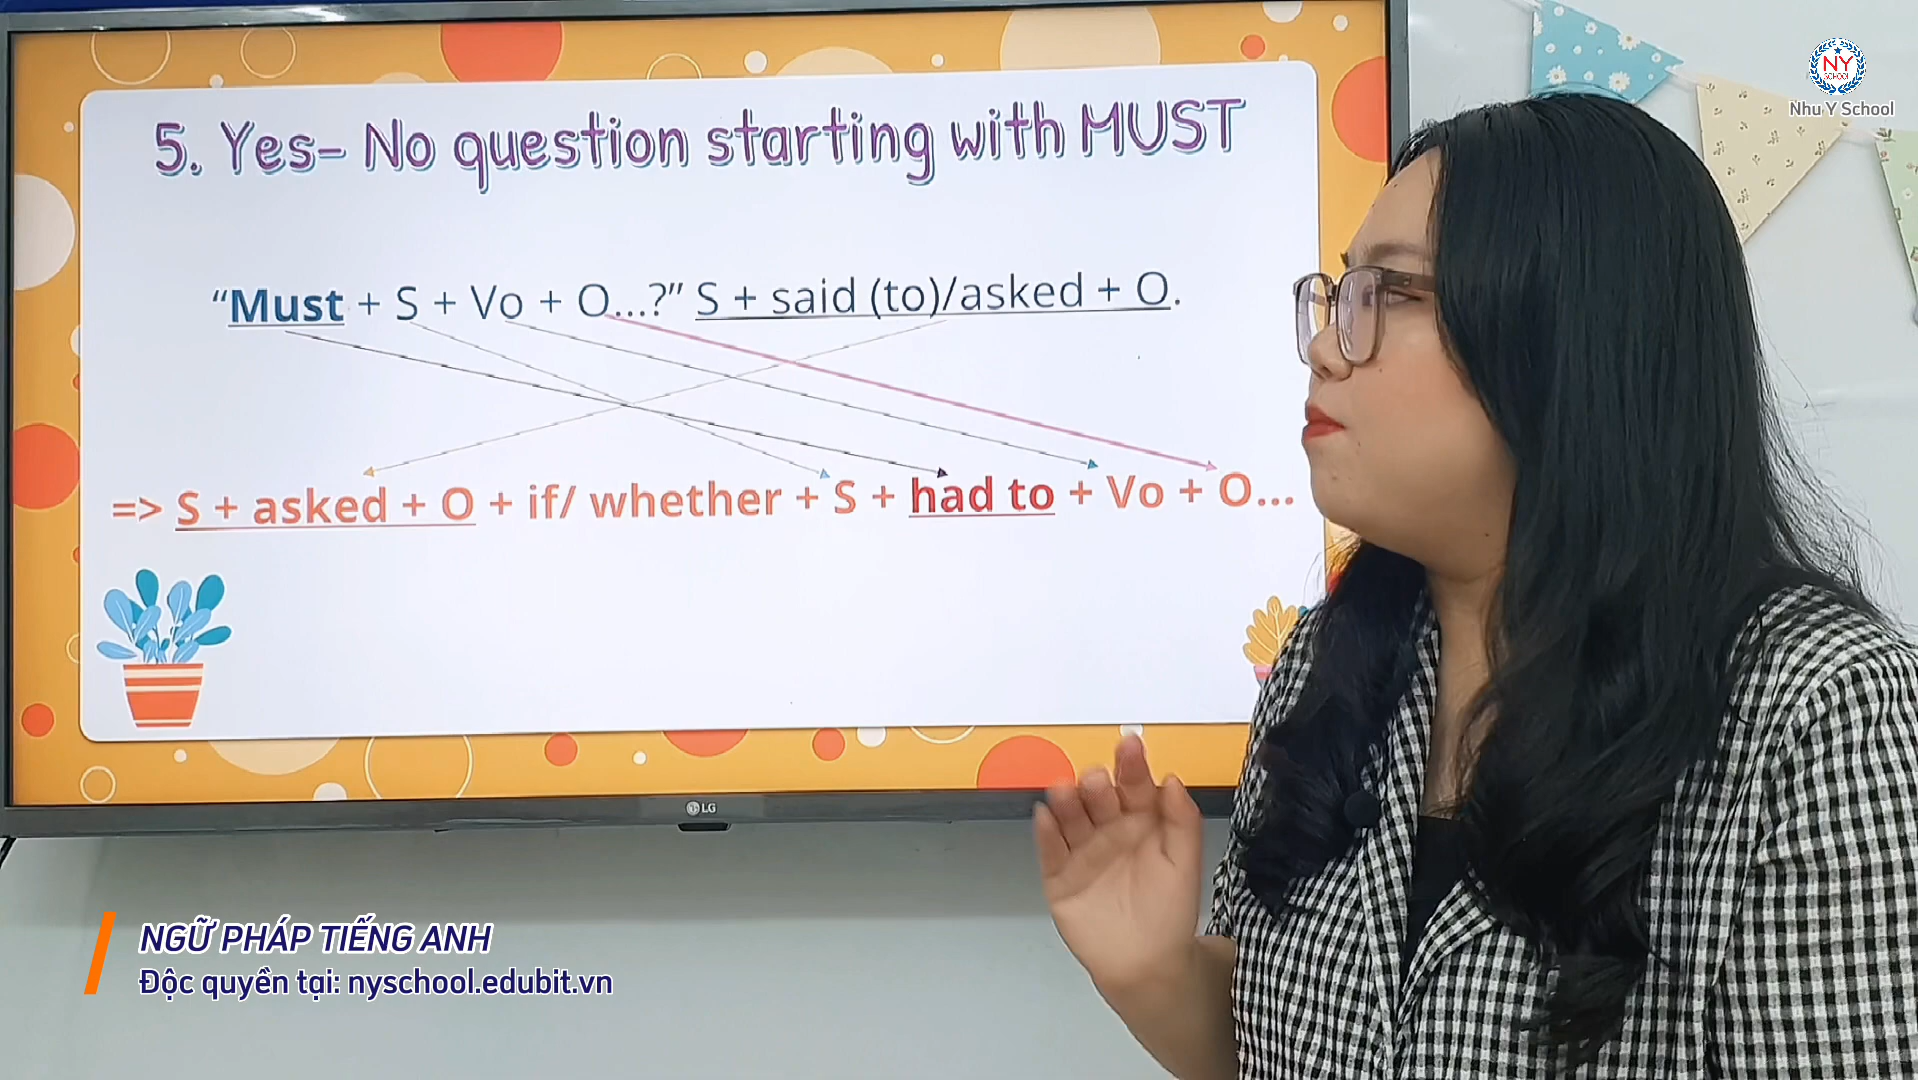 NY
SCHOOL
Nhu Y School
5. Yes- No question starting with MUST
“Must + S + Vo + O...?” S + said (to)/asked + O.
=> S + asked + O + if/ whether + S + had to + Vo + O...
LG
NGỮ PHÁP TIẾNG ANH
Độc quyền tại: nyschool.edubit.vn